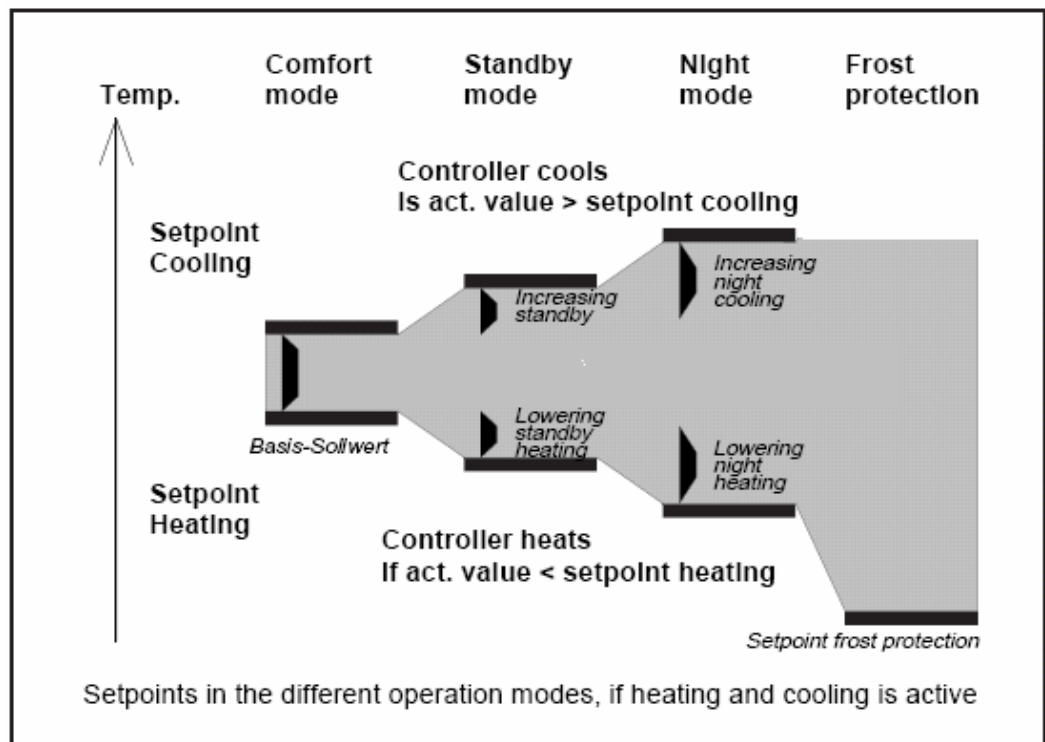 Temp.
Comfort
mode
Standby
mode
Night
mode
Frost
protection
Controller cools
Is act. value > setpoint cooling
Setpoint
Cooling
Increasing
standby
Increasing
night
cooling
Basis-Sollwert
Lowering
standby
heating
Lowering
night
heating
Setpoint
Heating
Controller heats
If act. value < setpoint heating
Setpoint frost protection
Setpoints in the different operation modes, if heating and cooling is active